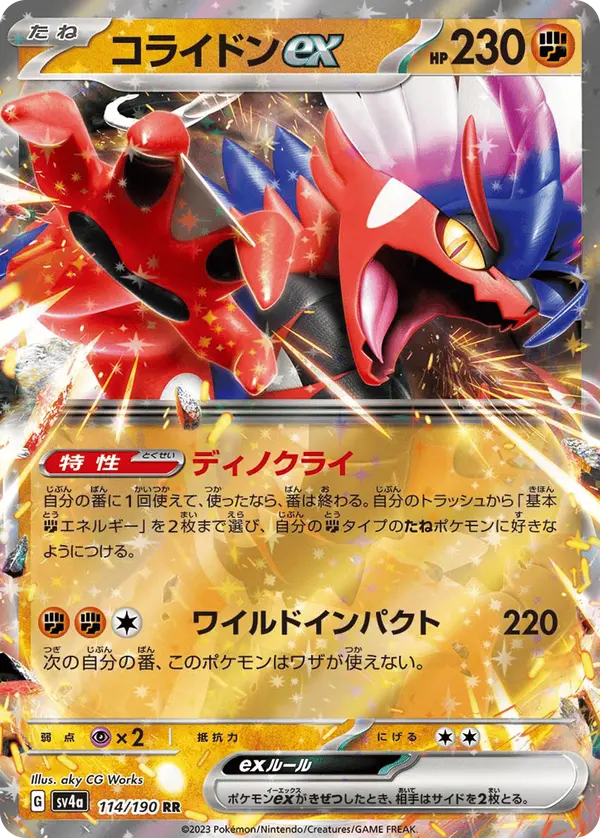 たね
コライドンex
HP 230
特性
とくせい
ディノクライ
自分の番に1回使えて、使ったなら、番は終わる。自分のトラッシュから「基本
エネルギー」を2枚まで選び、自分の タイプのたねポケモンに好きな
ようにつける。
ワイルドインパクト 220
次の自分の番、このポケモンはワザが使えない。
弱点 ×2 抵抗力 にげる
exルール
ポケモンexがきぜつしたとき、相手はサイドを2枚とる。
Illus. aky CG Works
G sv4a 114/190 RR
©2023 Pokémon/Nintendo/Creatures/GAME FREAK.